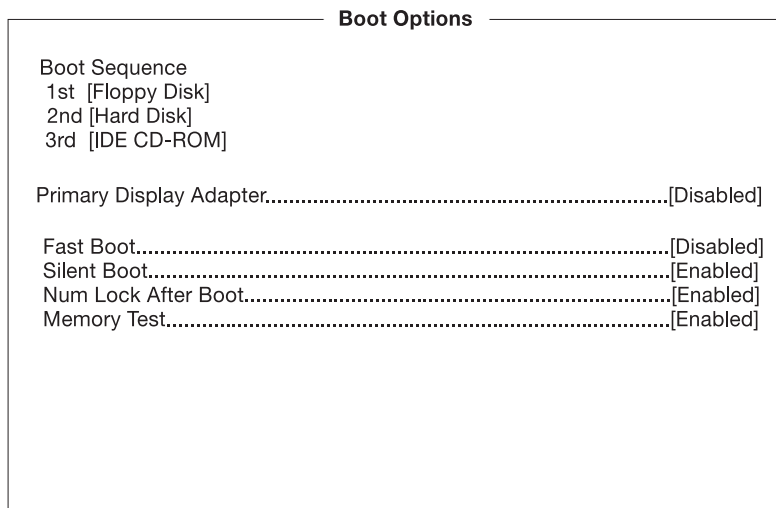 Boot Options
Boot Sequence
1st [Floppy Disk]
2nd [Hard Disk]
3rd [IDE CD-ROM]
Primary Display Adapter..........................................................................[Disabled]
Fast Boot..................................................................................................[Disabled]
Silent Boot................................................................................................[Enabled]
Num Lock After Boot...............................................................................[Enabled]
Memory Test.............................................................................................[Enabled]